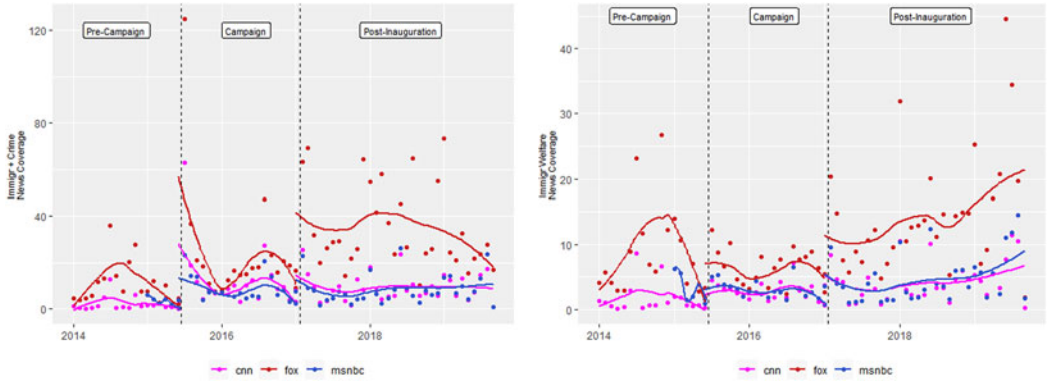 Immigr + Crime
News Coverage
120
80
40
0
Pre-Campaign
Campaign
Post-Inauguration
2014
2016
2018
cnn
fox
msnbc
Immigr Welfare
News Coverage
40
30
20
10
0
Pre-Campaign
Campaign
Post-Inauguration
2014
2016
2018
cnn
fox
msnbc